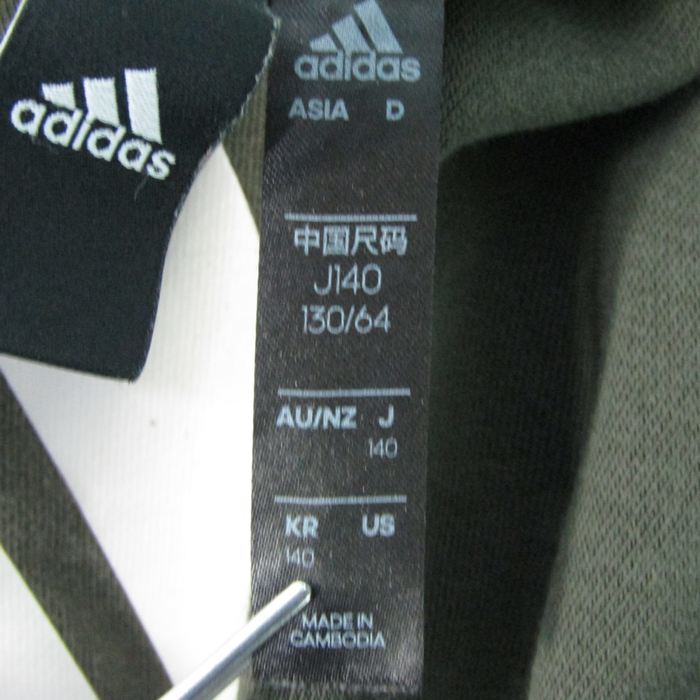 adidas
adidas
ASIA D
中国尺码
J140
130/64
AU/NZ J
140
KR US
140
MADE IN
CAMBODIA